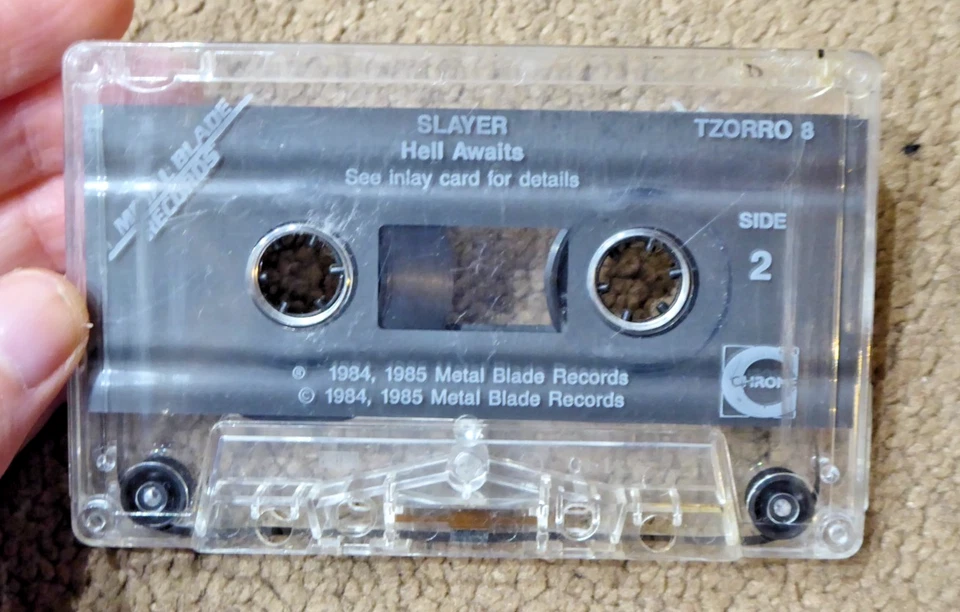 METAL BLADE
RECORDS
SLAYER
Hell Awaits
See inlay card for details
TZORRO 8
SIDE
2
℗ 1984, 1985 Metal Blade Records
© 1984, 1985 Metal Blade Records
CHROME